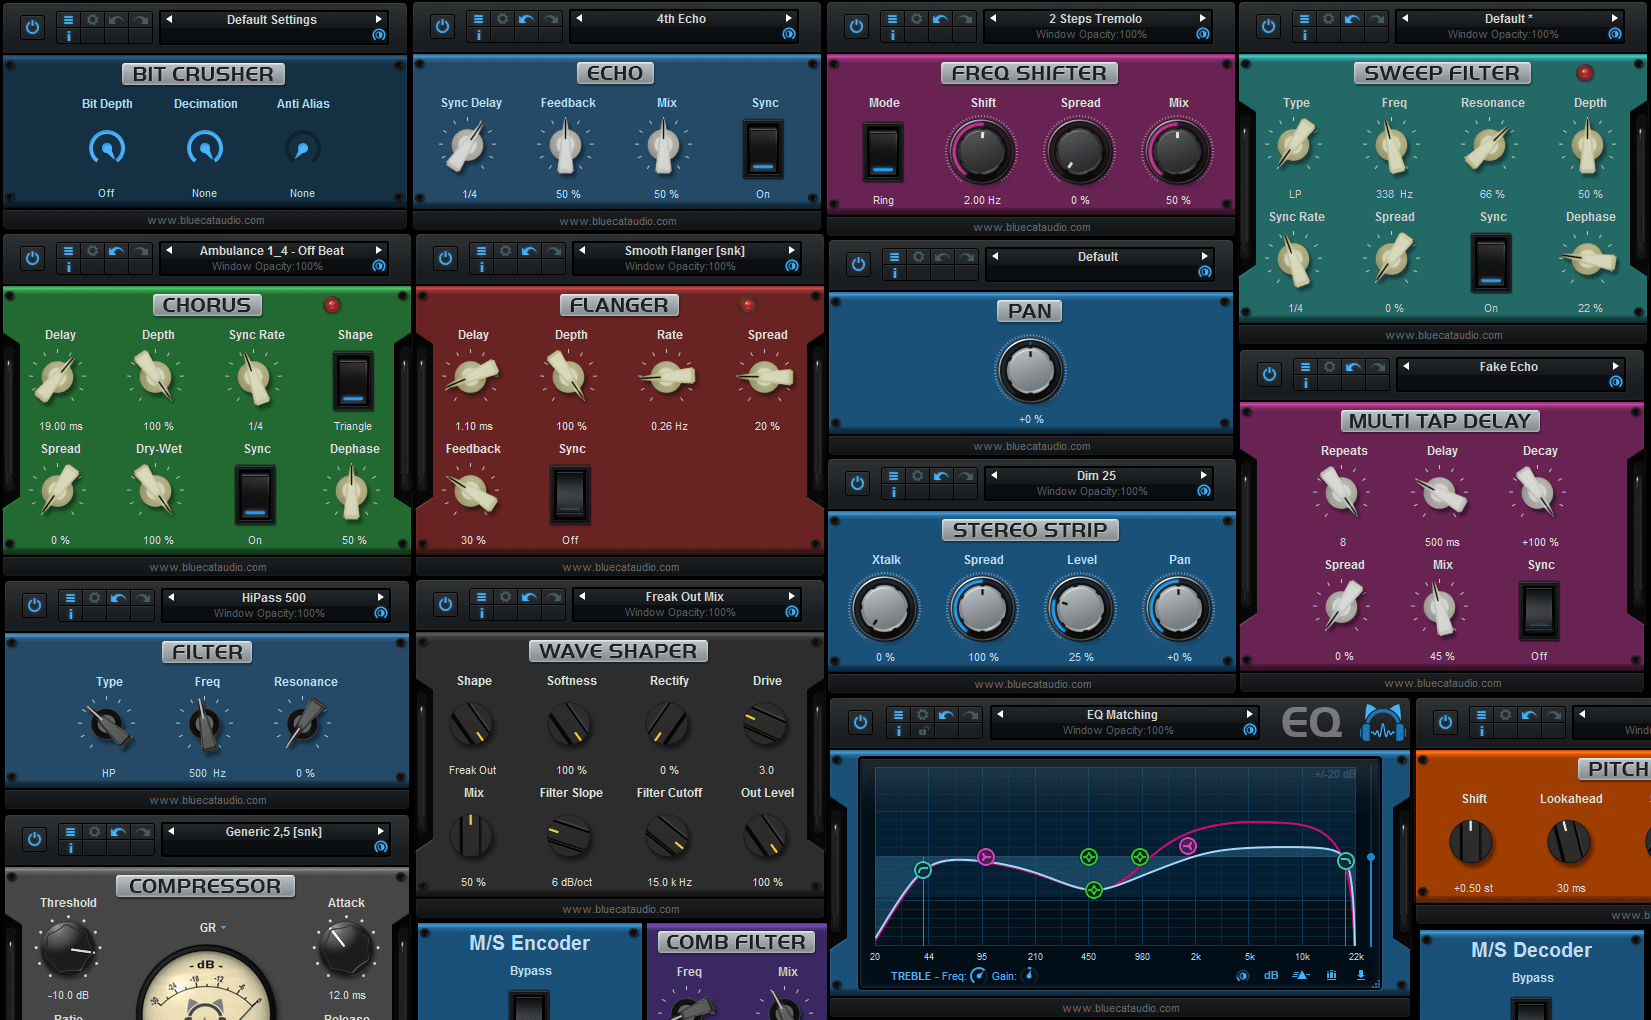 Default Settings
BIT CRUSHER
Bit Depth Decimation Anti Alias
Off None None
www.bluecataudio.com
4th Echo
ECHO
Sync Delay Feedback Mix Sync
1/4 50 % 50 % On
www.bluecataudio.com
2 Steps Tremolo
Window Opacity:100%
FREQ SHIFTER
Mode Shift Spread Mix
Ring 2.00 Hz 0 % 50 %
www.bluecataudio.com
Default *
Window Opacity:100%
SWEEP FILTER
Type Freq Resonance Depth
LP 338 Hz 66 % 50 %
Sync Rate Spread Sync Dephase
1/4 0 % On 22 %
www.bluecataudio.com
Ambulance 1_4 - Off Beat
Window Opacity:100%
CHORUS
Delay Depth Sync Rate Shape
19.00 ms 100 % 1/4 Triangle
Spread Dry-Wet Sync Dephase
0 % 100 % On 50 %
www.bluecataudio.com
Smooth Flanger [snk]
Window Opacity:100%
FLANGER
Delay Depth Rate Spread
1.10 ms 100 % 0.26 Hz 20 %
Feedback Sync
30 % Off
www.bluecataudio.com
Default
PAN
+0 %
www.bluecataudio.com
Dim 25
Window Opacity:100%
STEREO STRIP
Xtalk Spread Level Pan
0 % 100 % 25 % +0 %
www.bluecataudio.com
Fake Echo
MULTI TAP DELAY
Repeats Delay Decay
8 500 ms +100 %
Spread Mix Sync
0 % 45 % Off
www.bluecataudio.com
HiPass 500
Window Opacity:100%
FILTER
Type Freq Resonance
HP 500 Hz 0 %
www.bluecataudio.com
Freak Out Mix
Window Opacity:100%
WAVE SHAPER
Shape Softness Rectify Drive
Freak Out 100 % 0 % 3.0
Mix Filter Slope Filter Cutoff Out Level
50 % 6 dB/oct 15.0 k Hz 100 %
www.bluecataudio.com
EQ Matching
Window Opacity:100%
EQ
+/-20 dB
20 44 95 210 450 980 2k 5k 10k 22k
TREBLE - Freq: Gain: dB
www.bluecataudio.com
Wind
PITCH
Shift Lookahead
+0.50 st 30 ms
www.b
Generic 2,5 [snk]
COMPRESSOR
Threshold Attack
GR
- dB -
-10.0 dB 12.0 ms
Ratio Release
M/S Encoder
Bypass
COMB FILTER
Freq Mix
M/S Decoder
Bypass